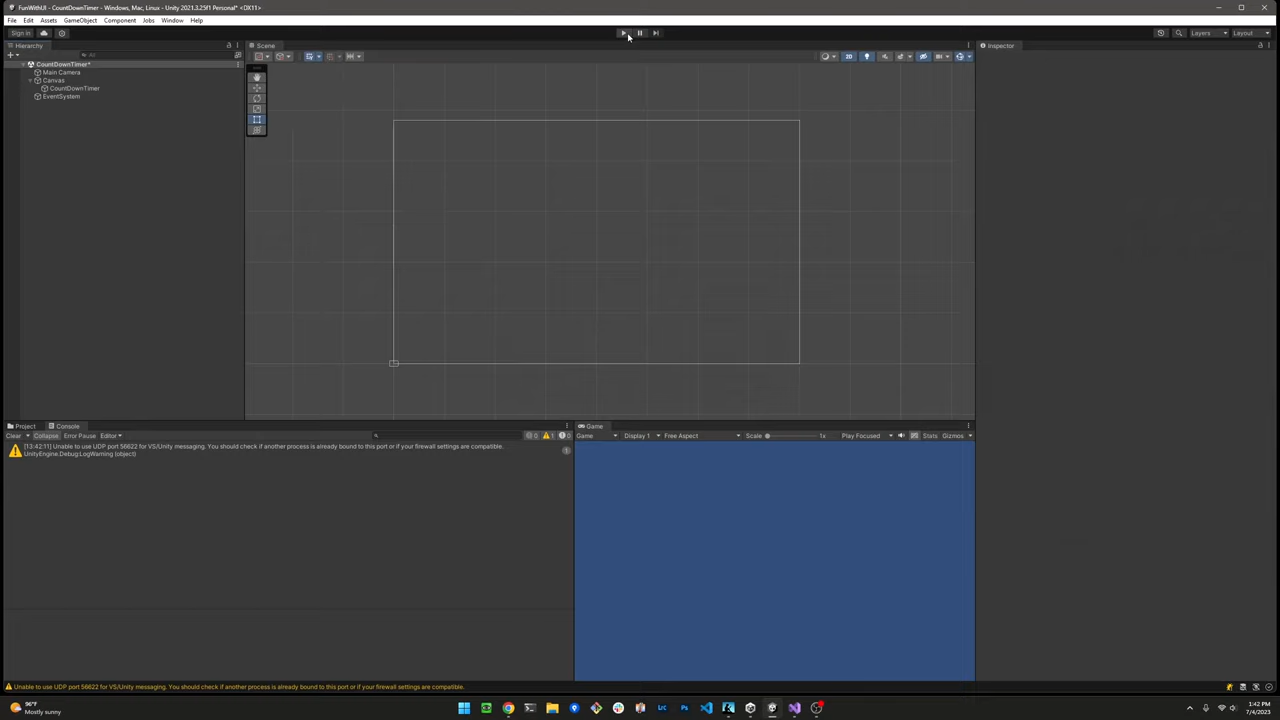 FunWithUI - CountDownTimer - Windows, Mac, Linux - Unity 2021.3.25f1 Personal* <DX11>
File Edit Assets GameObject Component Jobs Window Help
Sign in
Layers
Layout
Hierarchy
All
CountDownTimer*
Main Camera
Canvas
CountDownTimer
EventSystem
Scene
2D
Inspector
Project Console
Clear Collapse Error Pause Editor
0 1 0
[13:42:11] Unable to use UDP port 56622 for VS/Unity messaging. You should check if another process is already bound to this port or if your firewall settings are compatible.
UnityEngine.Debug:LogWarning (object)
1
Game
Game Display 1 Free Aspect Scale 1x Play Focused Stats Gizmos
Unable to use UDP port 56622 for VS/Unity messaging. You should check if another process is already bound to this port or if your firewall settings are compatible.
96°F
Mostly sunny
1:42 PM
7/4/2023